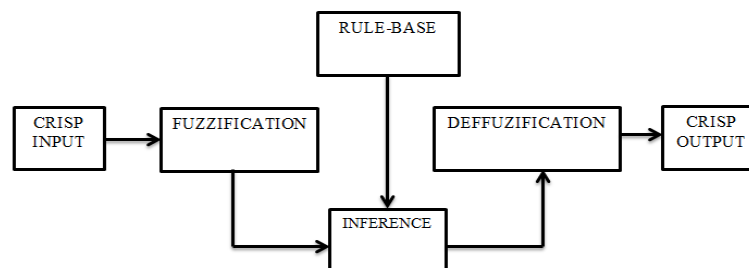 RULE-BASE
CRISP
INPUT
FUZZIFICATION
DEFFUZIFICATION
CRISP
OUTPUT
INFERENCE